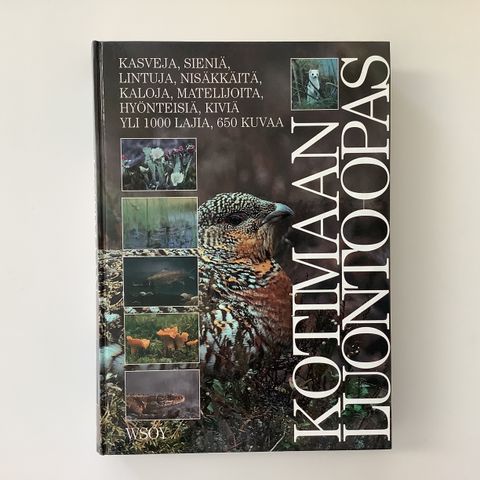 KASVEJA, SIENIÄ,
LINTUJA, NISÄKKÄITÄ,
KALOJA, MATELIJOITA,
HYÖNTEISIÄ, KIVIÄ
YLI 1000 LAJIA, 650 KUVAA
KOTIMAAN
LUONTO-OPAS
WSOY